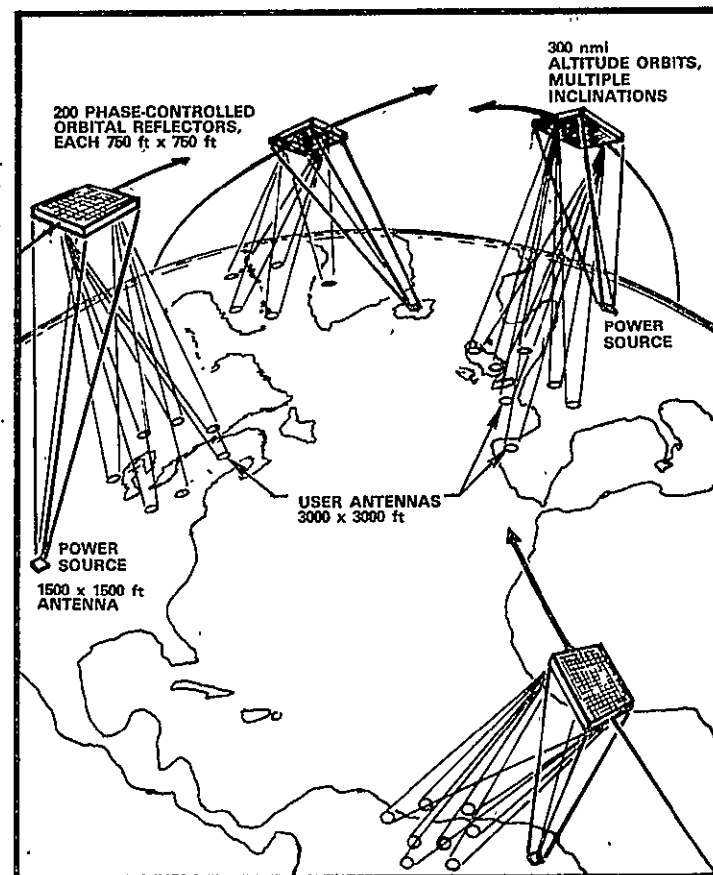 300 nmi
ALTITUDE ORBITS,
MULTIPLE
INCLINATIONS
200 PHASE-CONTROLLED
ORBITAL REFLECTORS,
EACH 750 ft x 750 ft
POWER
SOURCE
USER ANTENNAS
3000 x 3000 ft
POWER
SOURCE
1500 x 1500 ft
ANTENNA